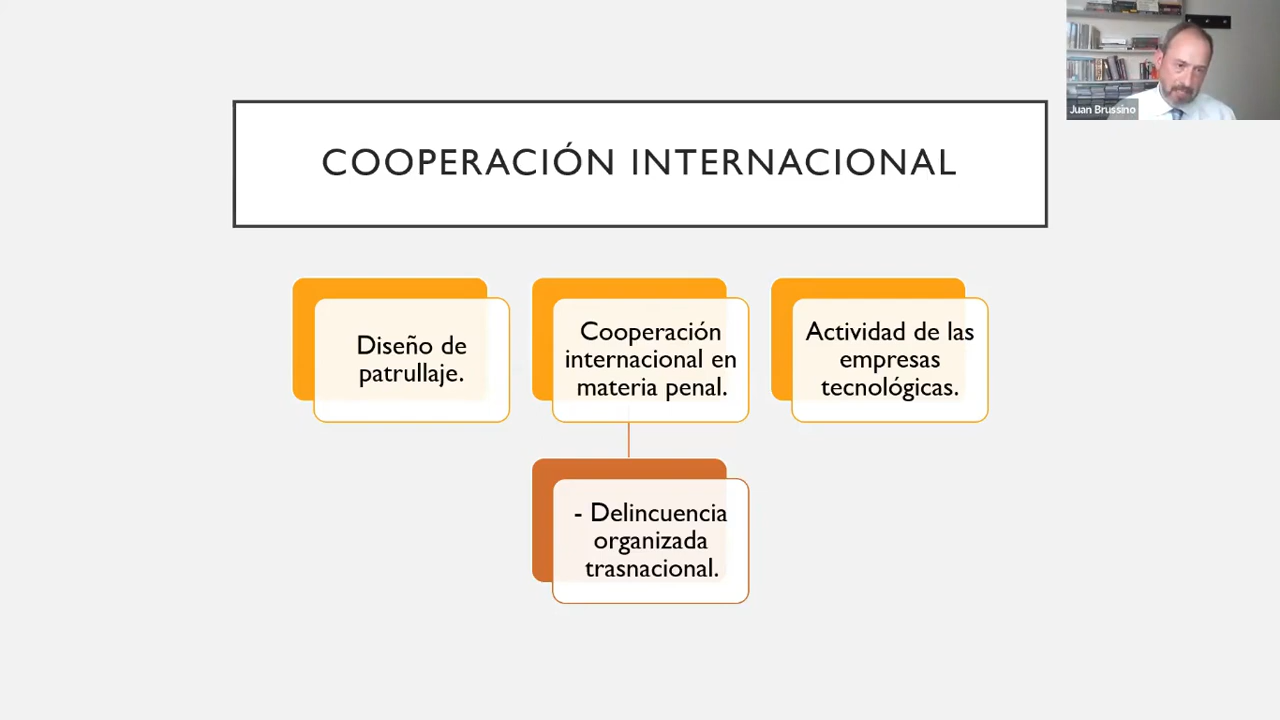 Juan Brussino
COOPERACIÓN INTERNACIONAL
Diseño de
patrullaje.
Cooperación
internacional en
materia penal.
Actividad de las
empresas
tecnológicas.
- Delincuencia
organizada
trasnacional.